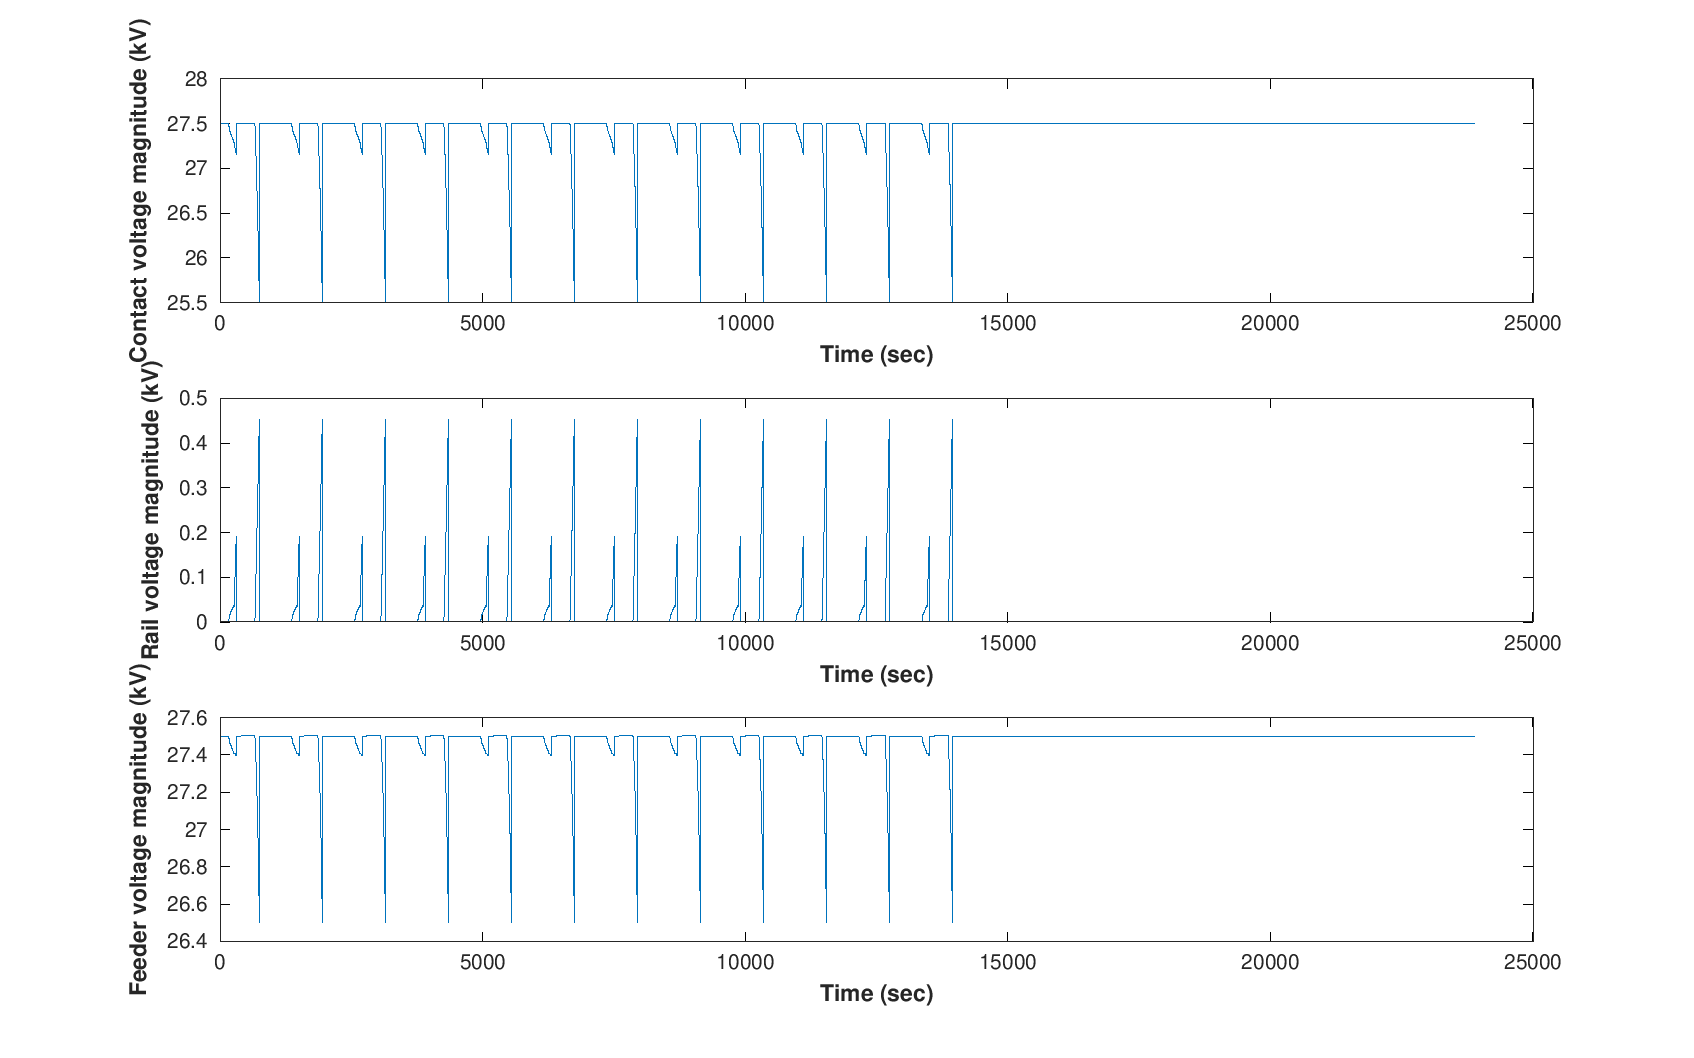 Contact voltage magnitude (kV)
28
27.5
27
26.5
26
25.5
0 5000 10000 15000 20000 25000
Time (sec)
Rail voltage magnitude (kV)
0.5
0.4
0.3
0.2
0.1
0
0 5000 10000 15000 20000 25000
Time (sec)
Feeder voltage magnitude (kV)
27.6
27.4
27.2
27
26.8
26.6
26.4
0 5000 10000 15000 20000 25000
Time (sec)